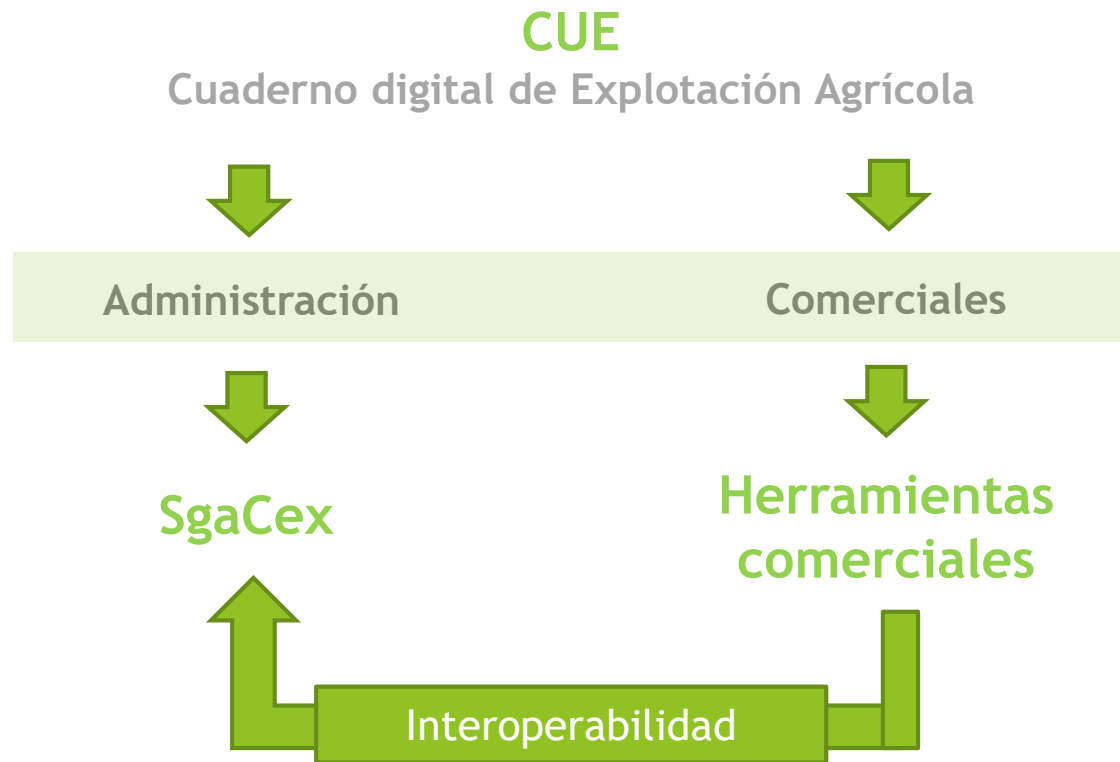 CUE
Cuaderno digital de Explotación Agrícola
Administración
Comerciales
SgaCex
Herramientas
comerciales
Interoperabilidad